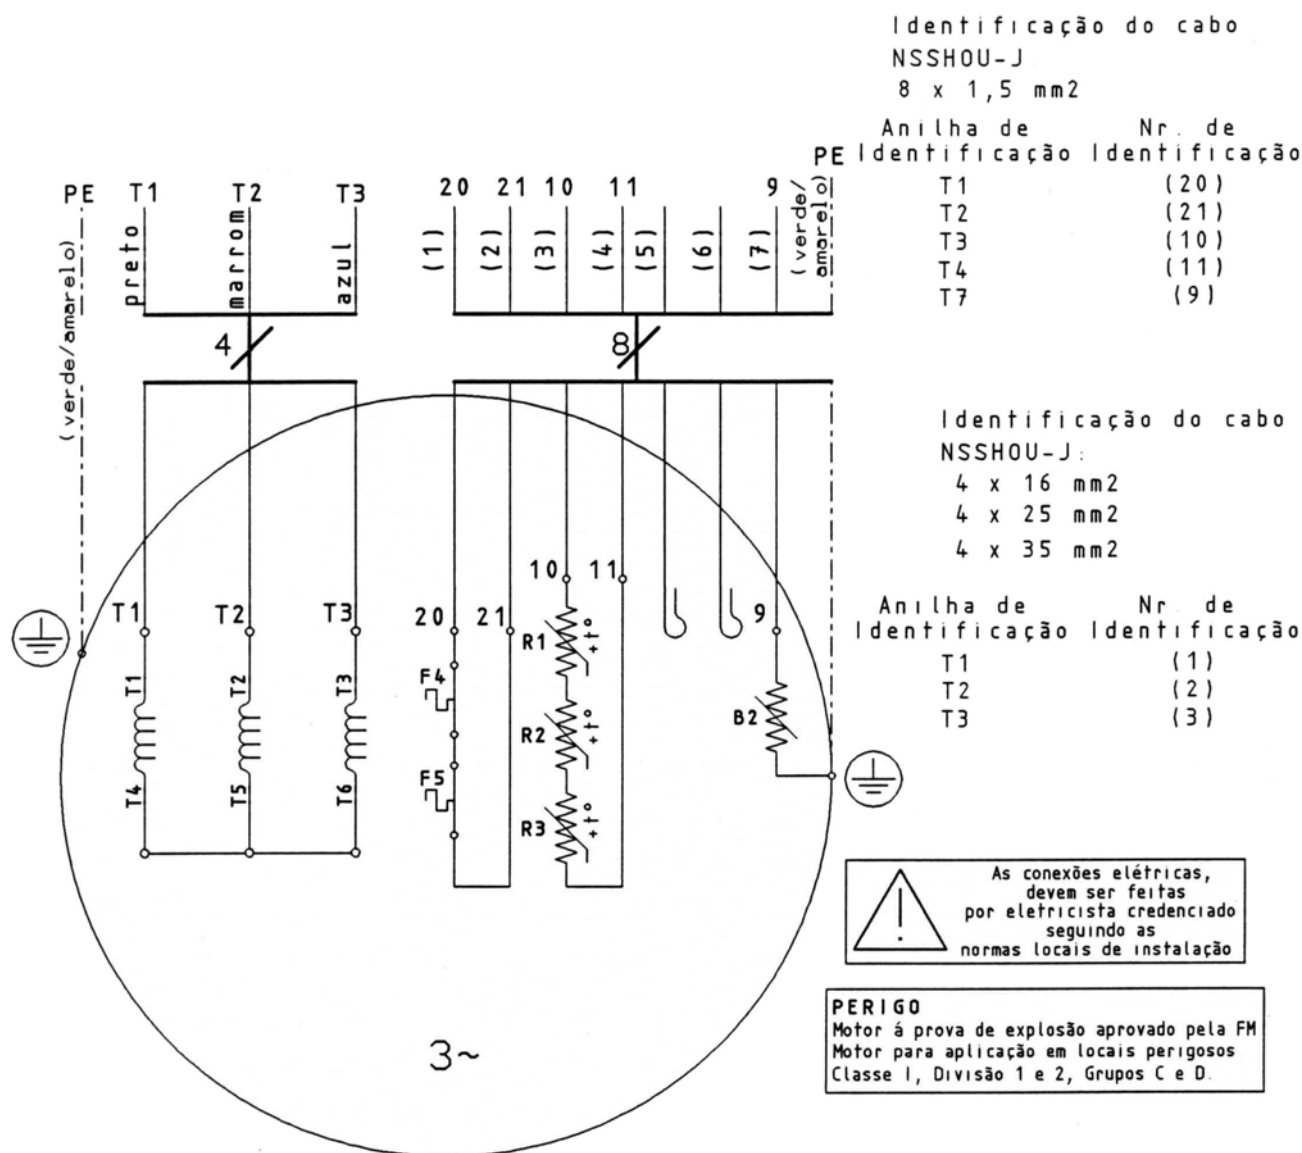 Identificação do cabo
NSSHOU-J
8 x 1,5 mm2
Anilha de Nr. de
Identificação Identificação
T1 (20)
T2 (21)
T3 (10)
T4 (11)
T7 (9)
PE T1 T2 T3 20 21 10 11 9 PE
(verde/amarelo) preto marrom azul (1) (2) (3) (4) (5) (6) (7) (verde/
amarelo)
4 8
Identificação do cabo
NSSHOU-J:
4 x 16 mm2
4 x 25 mm2
4 x 35 mm2
Anilha de Nr. de
Identificação Identificação
T1 (1)
T2 (2)
T3 (3)
10 11
T1 T2 T3 20 21 9
R1 +t°
T1 T2 T3 F4
R2 +t° B2
T4 T5 T6 F5
R3 +t°
3~
As conexões elétricas,
devem ser feitas
por eletricista credenciado
seguindo as
normas locais de instalação
PERIGO
Motor á prova de explosão aprovado pela FM
Motor para aplicação em locais perigosos
Classe I, Divisão 1 e 2, Grupos C e D.